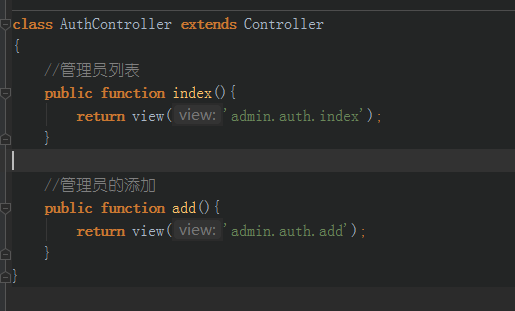 class AuthController extends Controller
{
//管理员列表
public function index(){
return view( view: 'admin.auth.index');
}
//管理员的添加
public function add(){
return view( view: 'admin.auth.add');
}
}